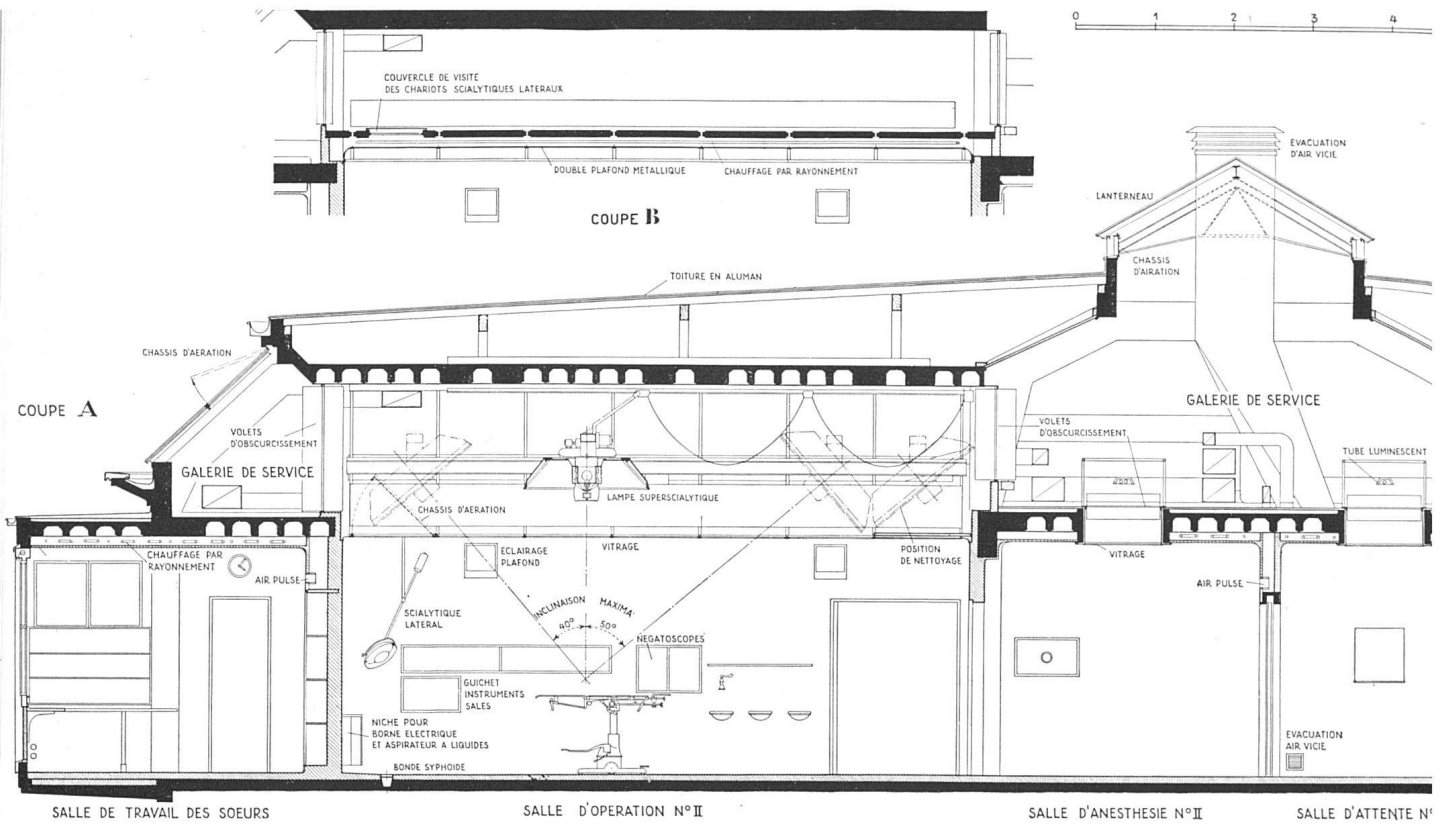 0 1 2 3 4
COUVERCLE DE VISITE
DES CHARIOTS SCIALYTIQUES LATERAUX
DOUBLE PLAFOND METALLIQUE
CHAUFFAGE PAR RAYONNEMENT
COUPE B
EVACUATION
D'AIR VICIE
LANTERNEAU
CHASSIS
D'AIRATION
TOITURE EN ALUMAN
CHASSIS D'AERATION
COUPE A
VOLETS
D'OBSCURCISSEMENT
GALERIE DE SERVICE
LAMPE SUPERSCIALYTIQUE
CHASSIS D'AERATION
VOLETS
D'OBSCURCISSEMENT
GALERIE DE SERVICE
TUBE LUMINESCENT
CHAUFFAGE PAR
RAYONNEMENT
AIR PULSE
ECLAIRAGE
PLAFOND
VITRAGE
POSITION
DE NETTOYAGE
VITRAGE
AIR PULSE
SCIALYTIQUE
LATERAL
INCLINAISON MAXIMA
40° 50°
NEGATOSCOPES
GUICHET
INSTRUMENTS
SALES
NICHE POUR
BORNE ELECTRIQUE
ET ASPIRATEUR A LIQUIDES
BONDE SYPHOIDE
EVACUATION
AIR VICIE
SALLE DE TRAVAIL DES SOEURS
SALLE D'OPERATION N° II
SALLE D'ANESTHESIE N° II
SALLE D'ATTENTE N°